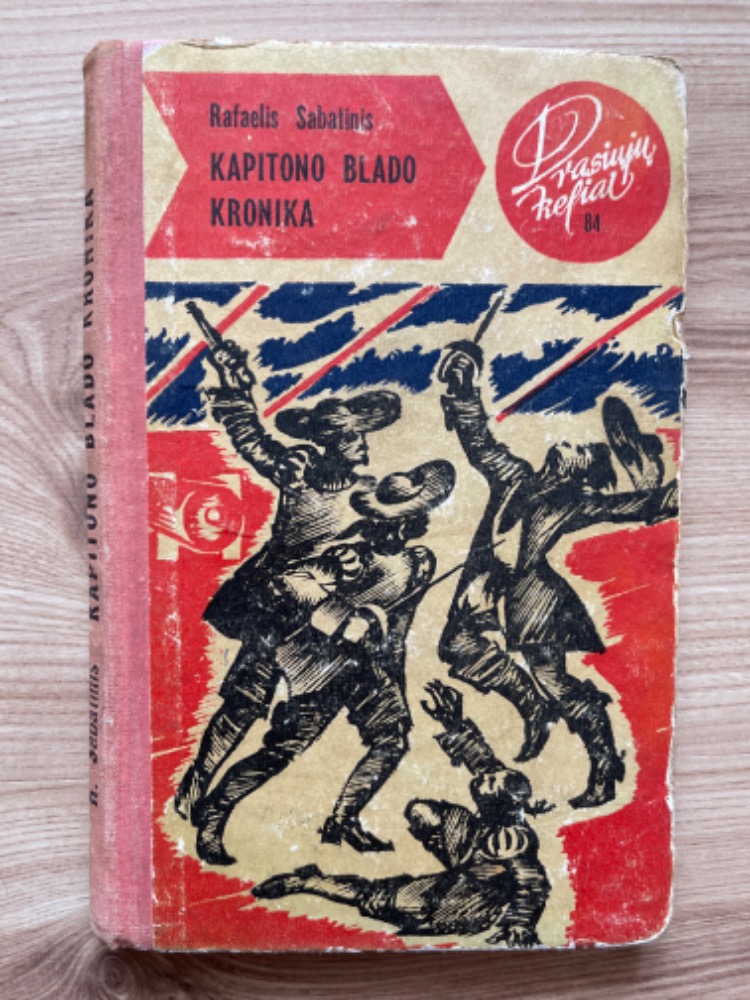 Rafaelis Sabatinis
KAPITONO BLADO
KRONIKA
Drąsiųjų
keliai
84
R. Sabatinis KAPITONO BLADO KRONIKA